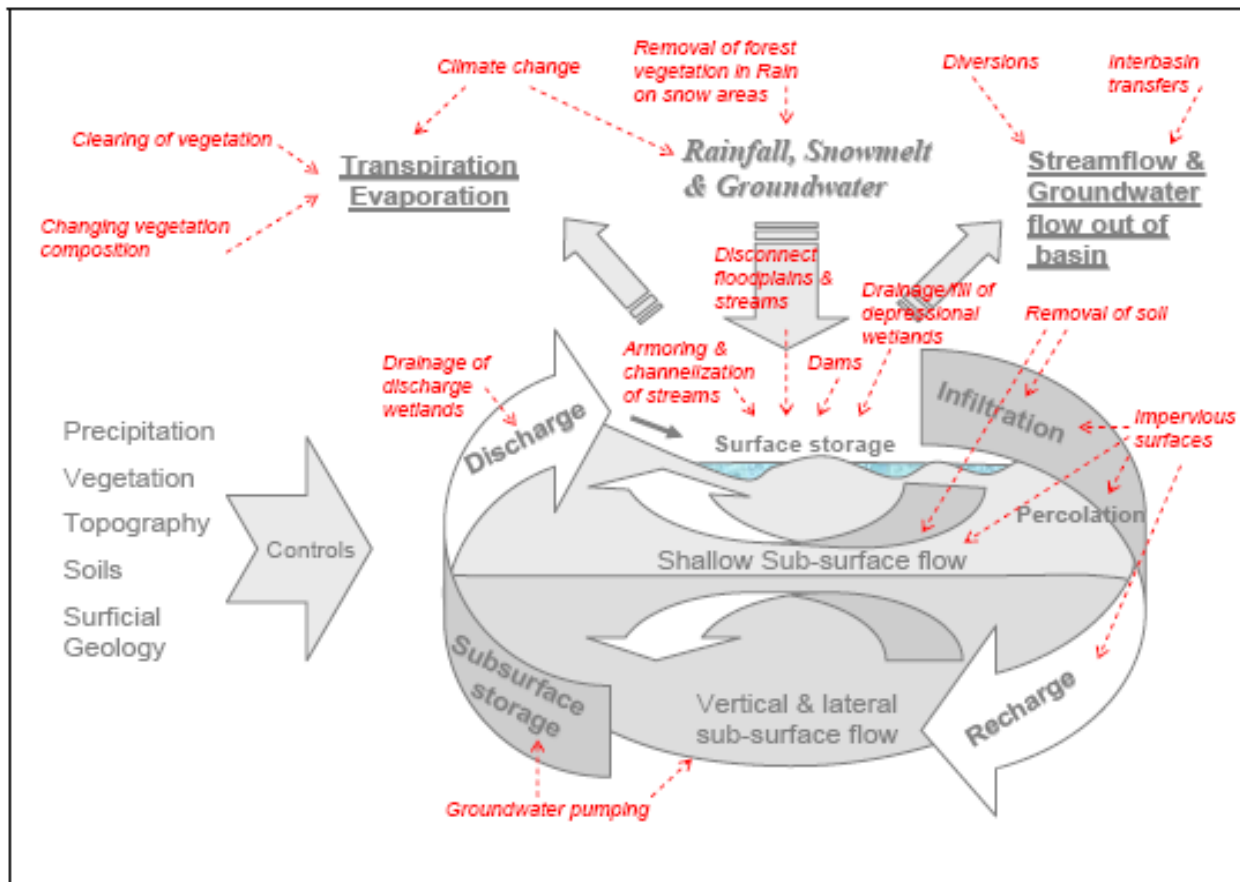 Climate change
Removal of forest
vegetation in Rain
on snow areas
Diversions
Interbasin
transfers
Clearing of vegetation
Transpiration
Evaporation
Rainfall, Snowmelt
& Groundwater
Streamflow &
Groundwater
flow out of
basin
Changing vegetation
composition
Disconnect
floodplains &
streams
Drainage/fill of
depressional
wetlands
Removal of soil
Drainage of
discharge
wetlands
Armoring &
channelization
of streams
Dams
Infiltration
Impervious
surfaces
Discharge
Surface storage
Precipitation
Vegetation
Topography
Soils
Surficial
Geology
Controls
Percolation
Shallow Sub-surface flow
Subsurface
storage
Vertical & lateral
sub-surface flow
Recharge
Groundwater pumping